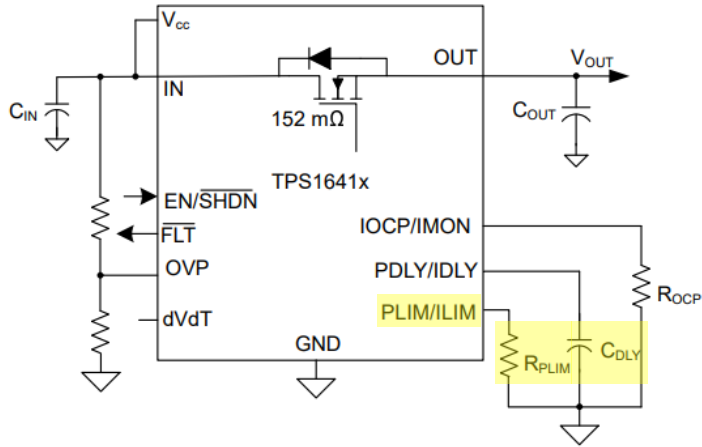 Vcc
IN
OUT
VOUT
CIN
COUT
152 mΩ
TPS1641x
EN/SHDN
FLT
IOCP/IMON
OVP
PDLY/IDLY
ROCP
dVdT
PLIM/ILIM
GND
RPLIM
CDLY